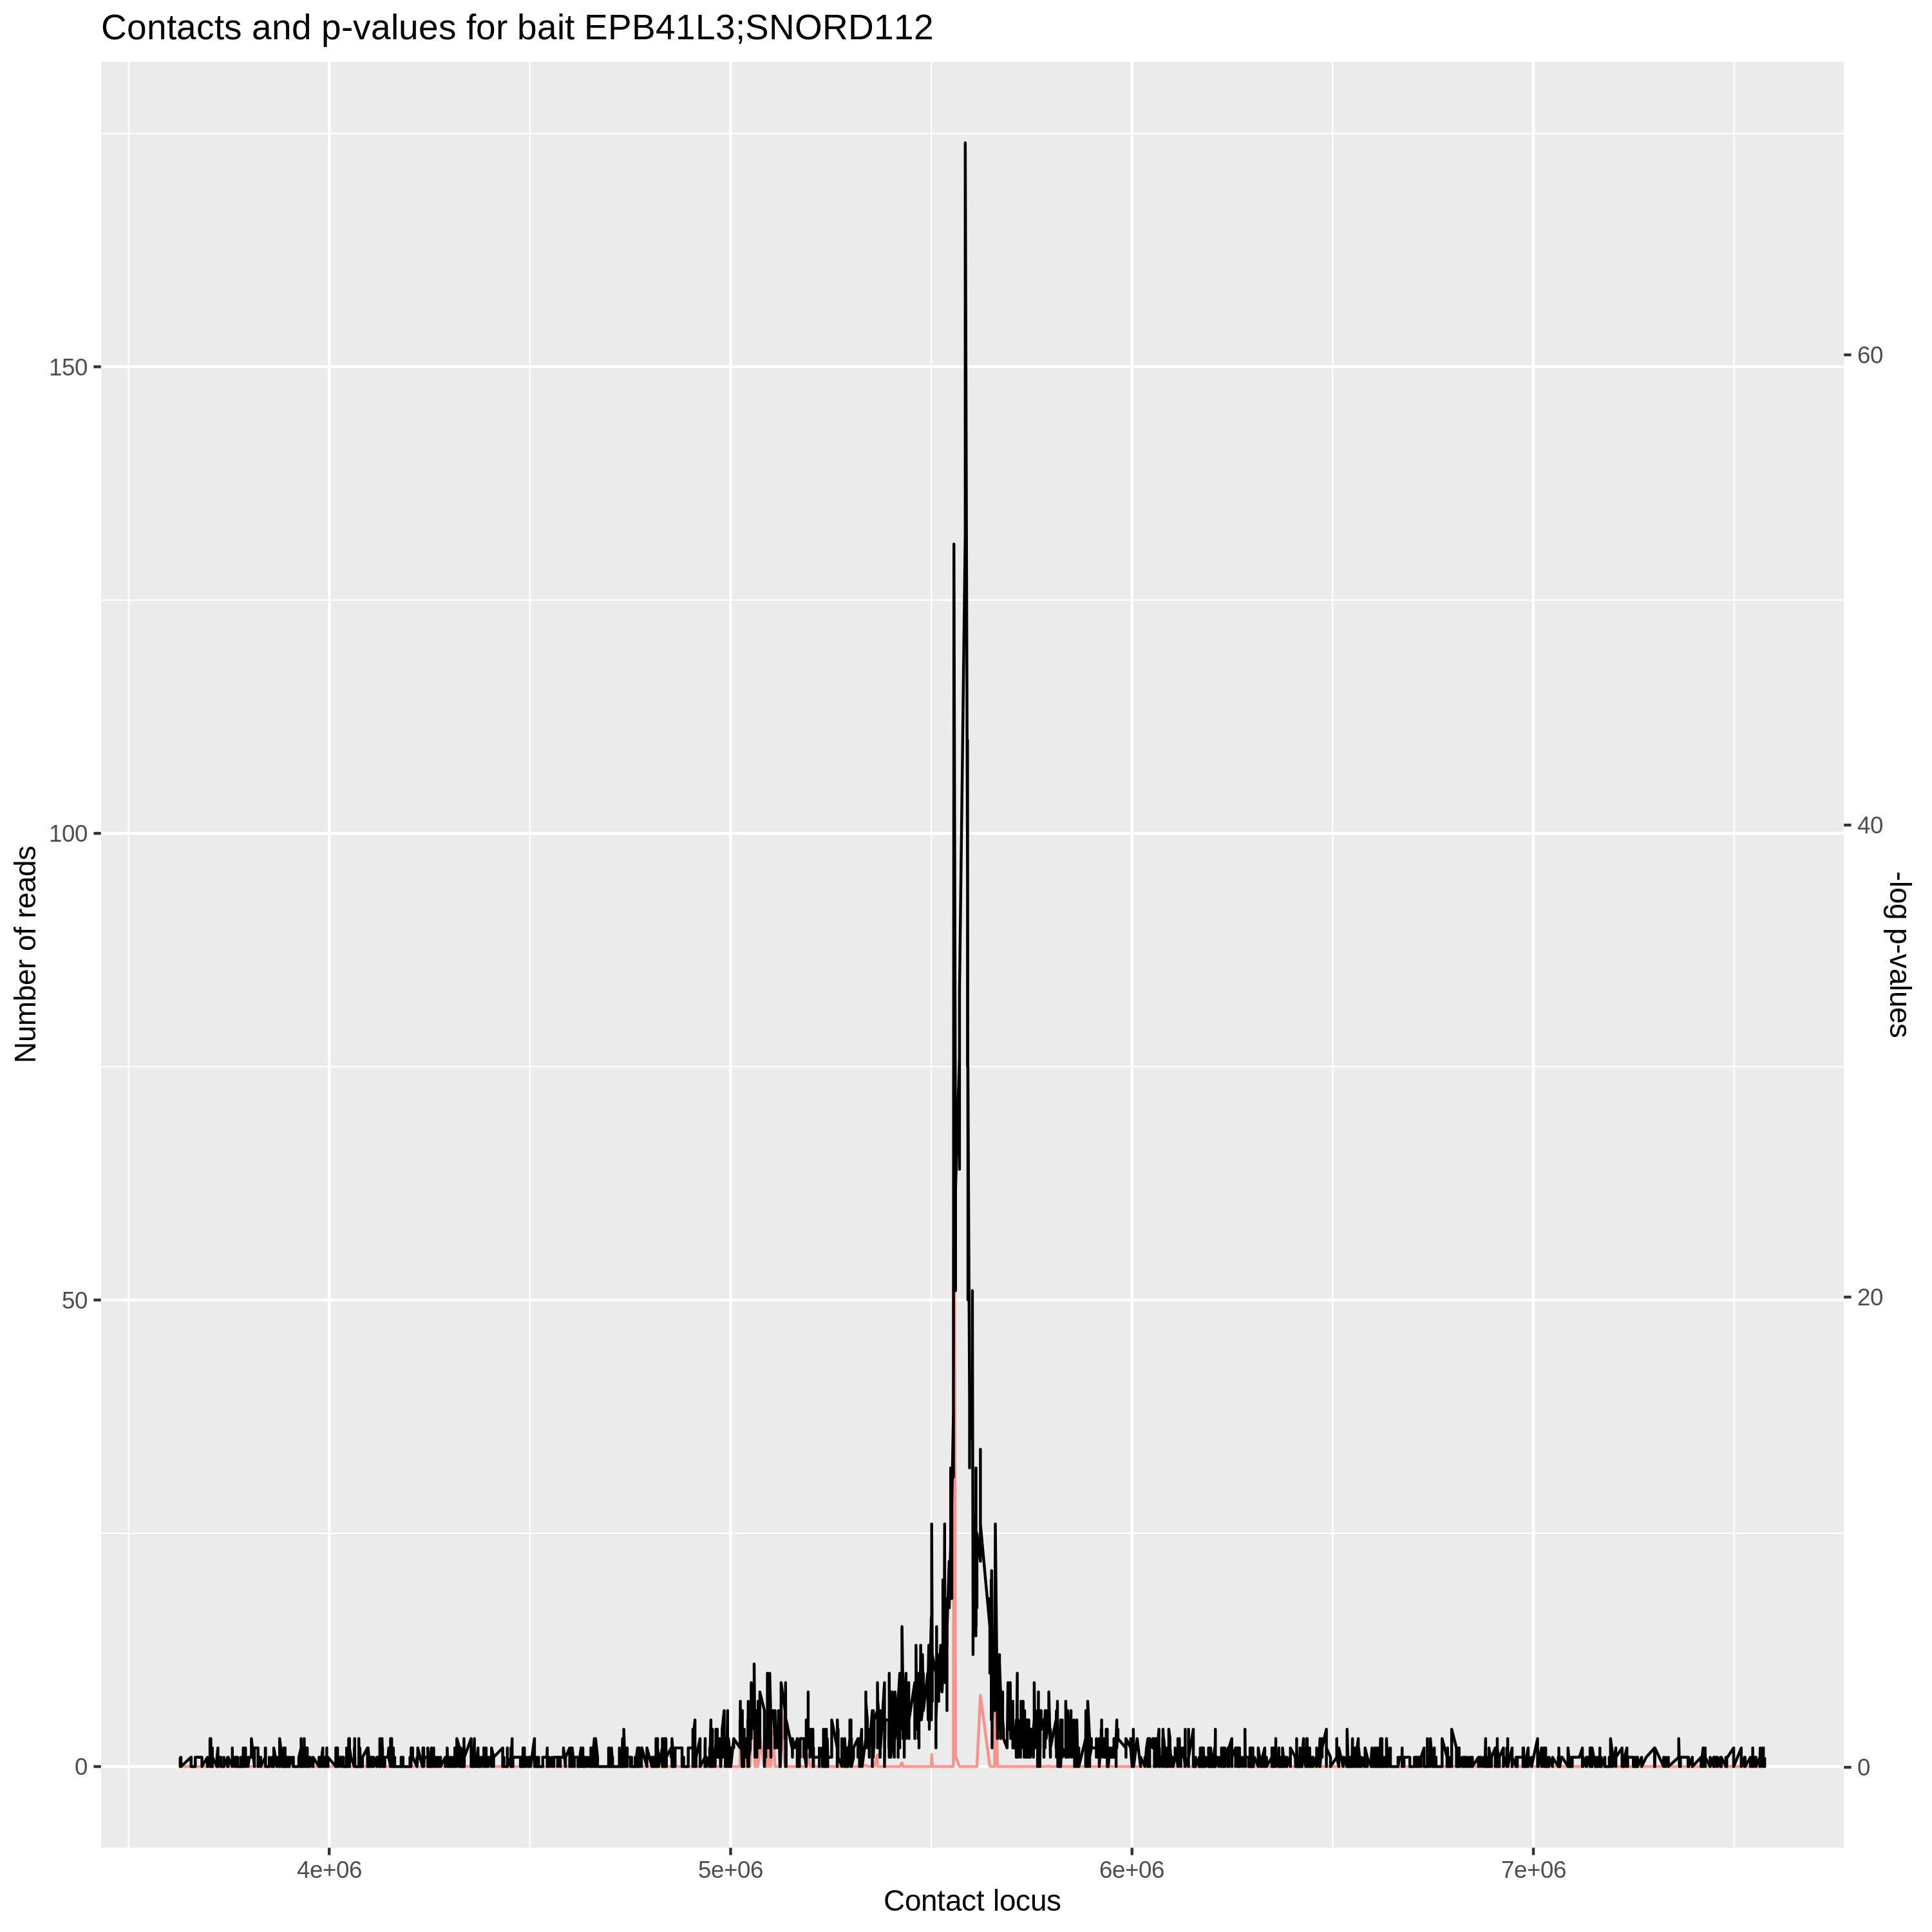 Contacts and p-values for bait EPB41L3;SNORD112
150
100
50
0
60
40
20
0
Number of reads
-log p-values
4e+06
5e+06
6e+06
7e+06
Contact locus